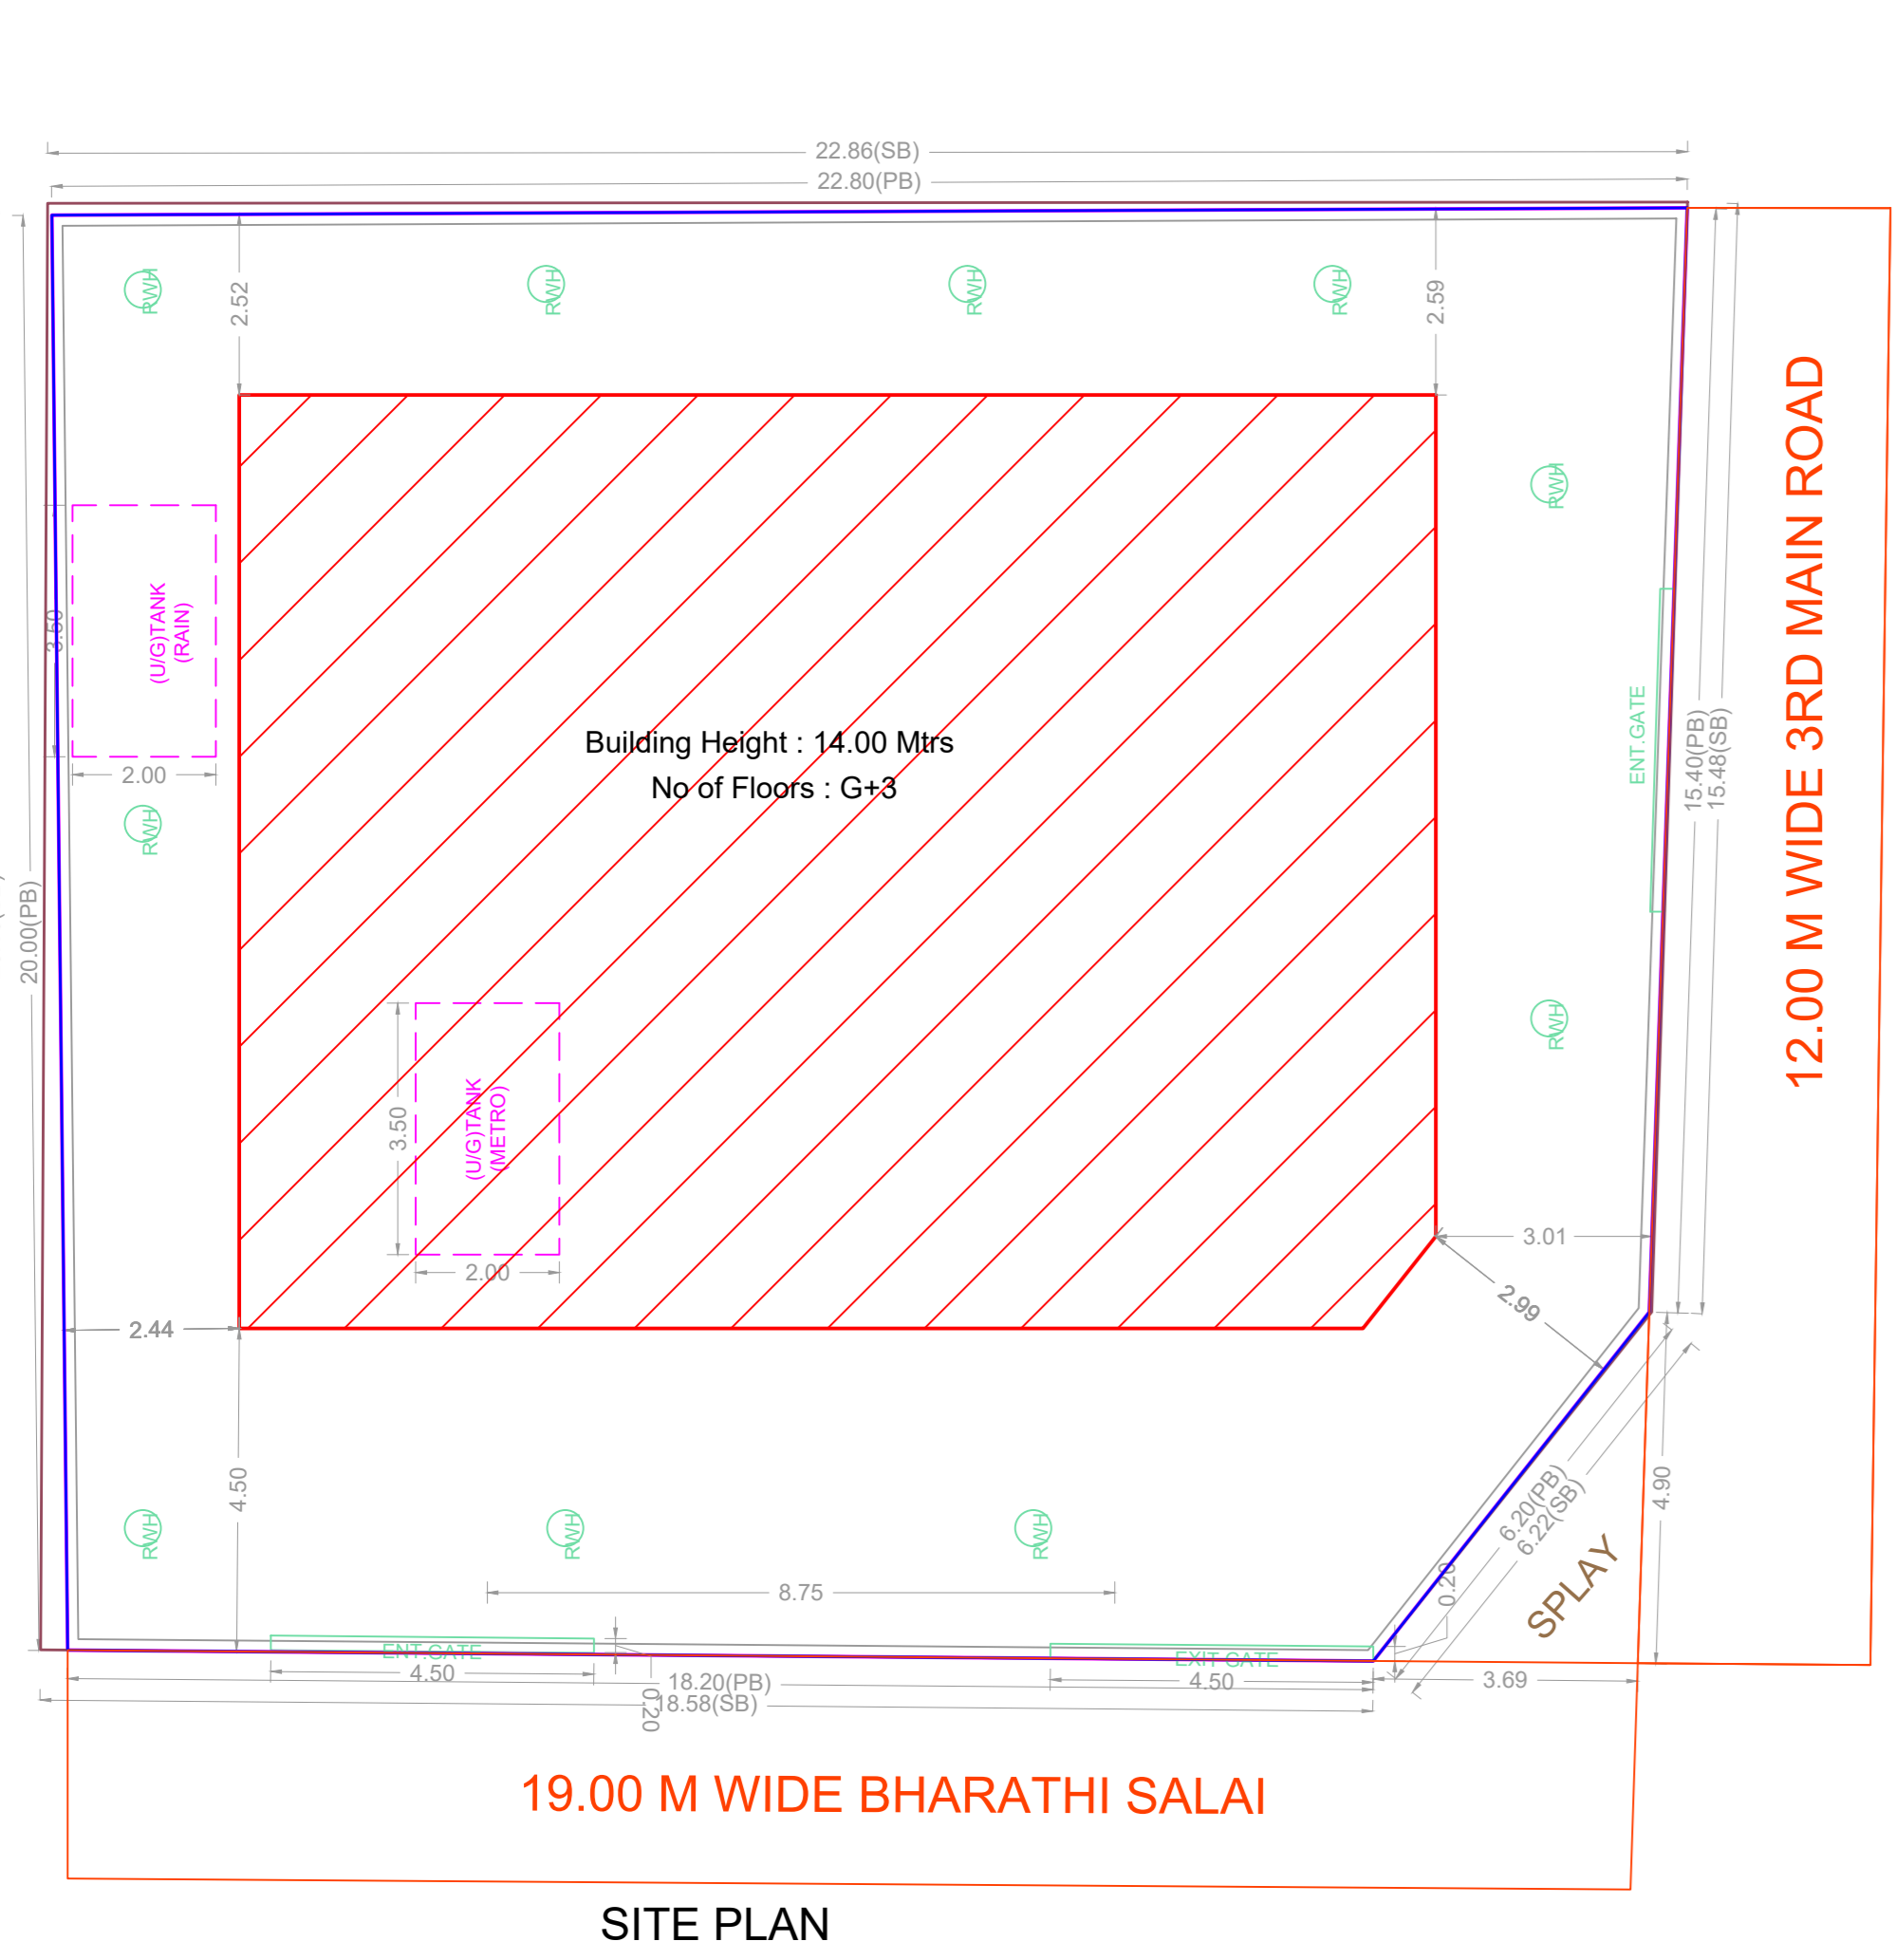 22.86(SB)
22.80(PB)
2.52
2.59
RWH
RWH
RWH
RWH
12.00 M WIDE 3RD MAIN ROAD
RWH
3.50
(U/G)TANK
(RAIN)
2.00
ENT.GATE
15.40(PB)
15.48(SB)
Building Height : 14.00 Mtrs
No of Floors : G+3
RWH
20.00(PB)
RWH
3.50
(U/G)TANK
(METRO)
2.00
3.01
2.99
2.44
4.50
4.90
6.20(PB)
6.22(SB)
SPLAY
RWH
RWH
RWH
8.75
0.20
ENT.GATE
4.50
EXIT GATE
4.50
18.20(PB)
18.58(SB)
0.20
3.69
19.00 M WIDE BHARATHI SALAI
SITE PLAN